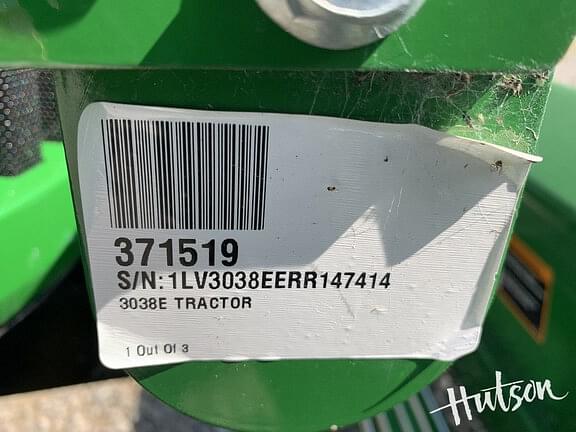 371519
S/N:1LV3038EERR147414
3038E TRACTOR
1 Out Of 3
Hutson